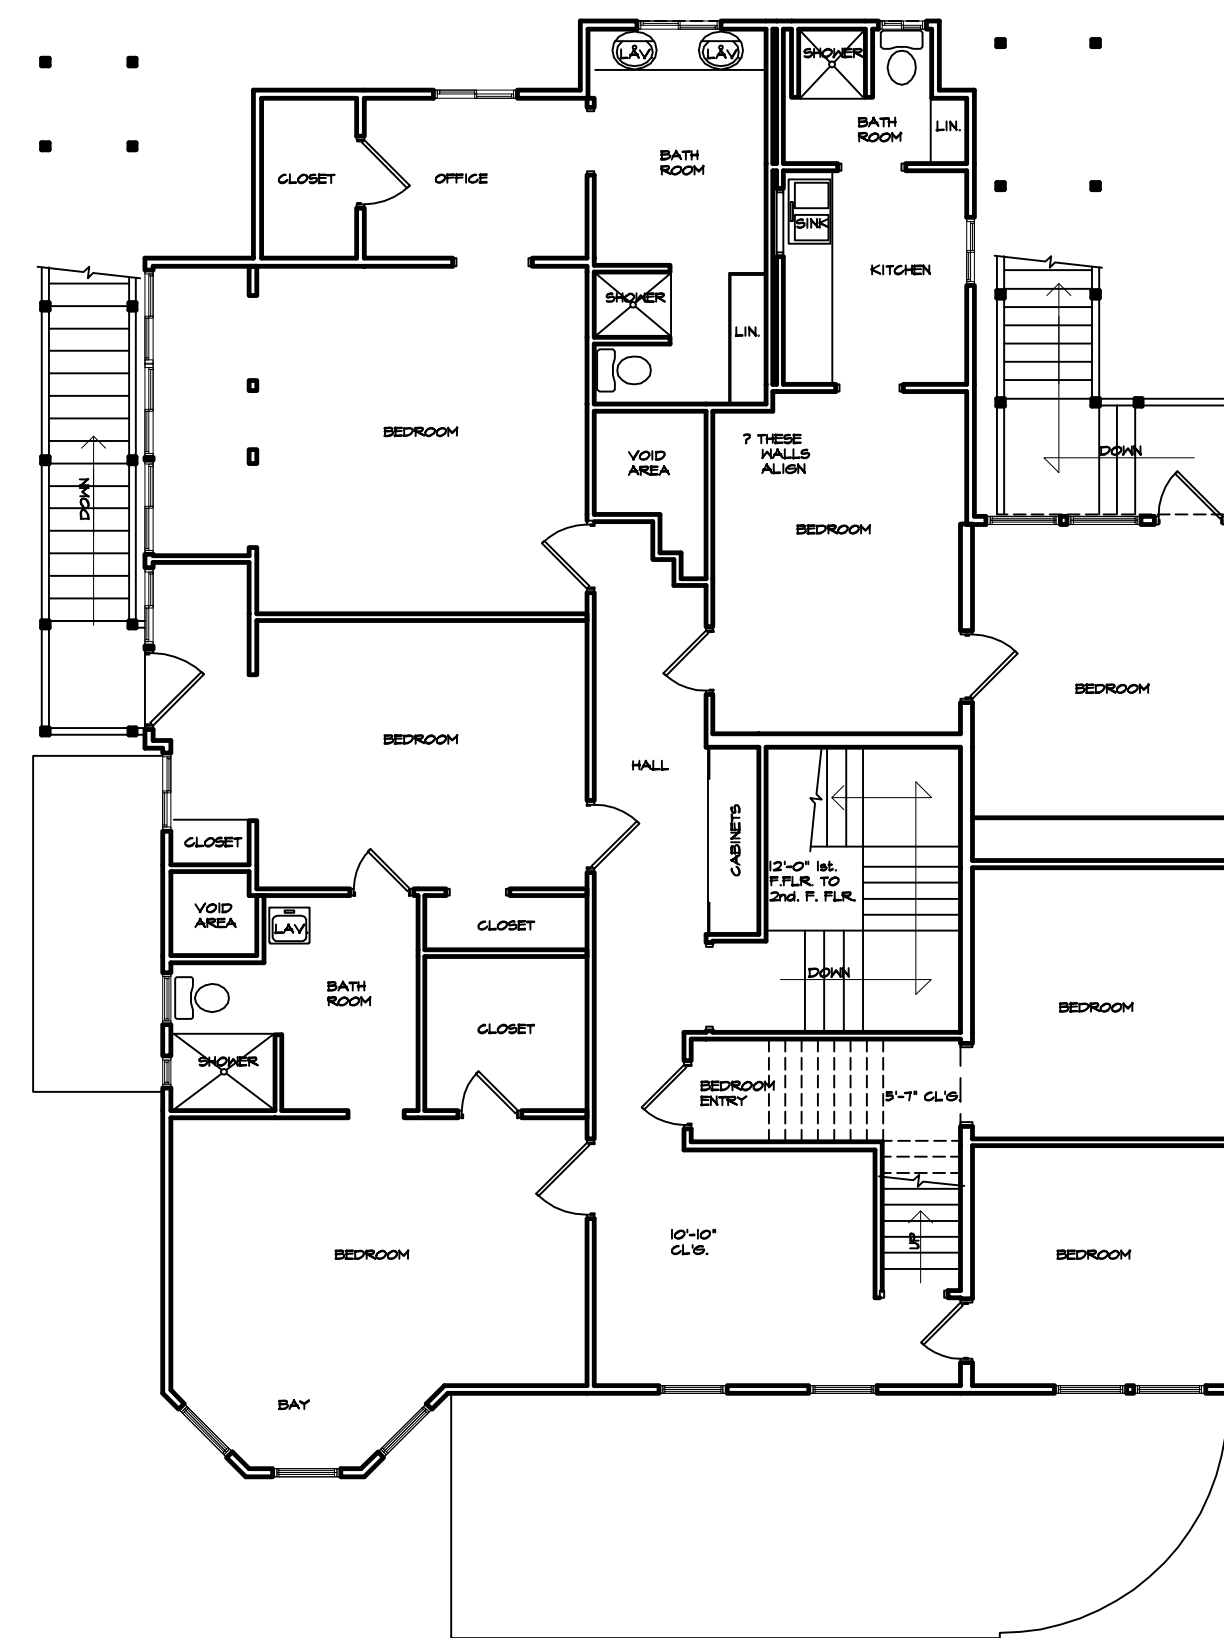 LAV.
LAV.
SHOWER
BATH
ROOM
LIN.
BATH
ROOM
CLOSET
OFFICE
SINK
KITCHEN
SHOWER
LIN.
BEDROOM
? THESE
WALLS
ALIGN
VOID
AREA
DOWN
DOWN
BEDROOM
BEDROOM
BEDROOM
HALL
CLOSET
CABINETS
12'-0" 1st.
F.FLR. TO
2nd. F. FLR.
VOID
AREA
LAV.
CLOSET
DOWN
BATH
ROOM
BEDROOM
CLOSET
SHOWER
BEDROOM
ENTRY
5'-7" CL'G.
10'-10"
CL'G.
UP
BEDROOM
BEDROOM
BAY